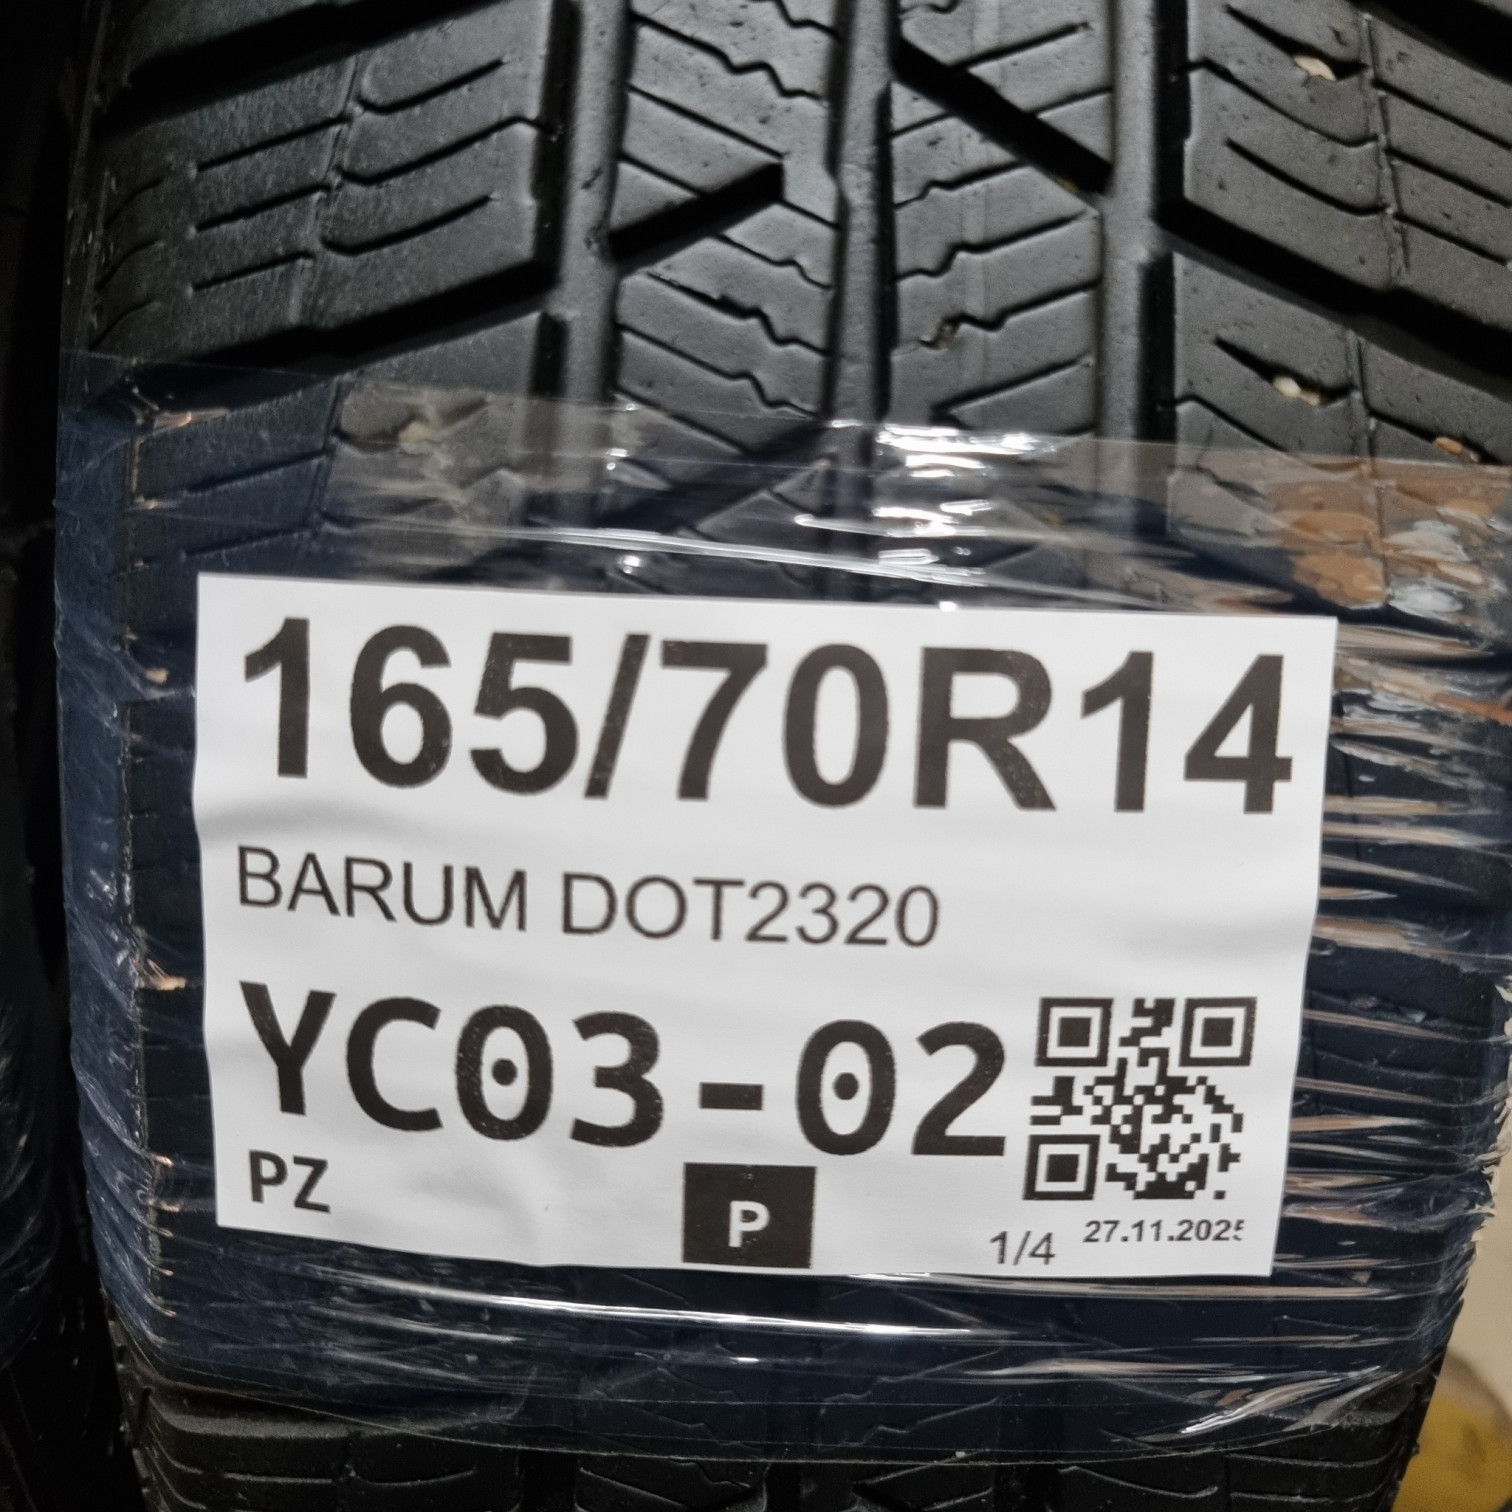 165/70R14
BARUM DOT2320
YC03-02
PZ
P
1/4 27.11.2025